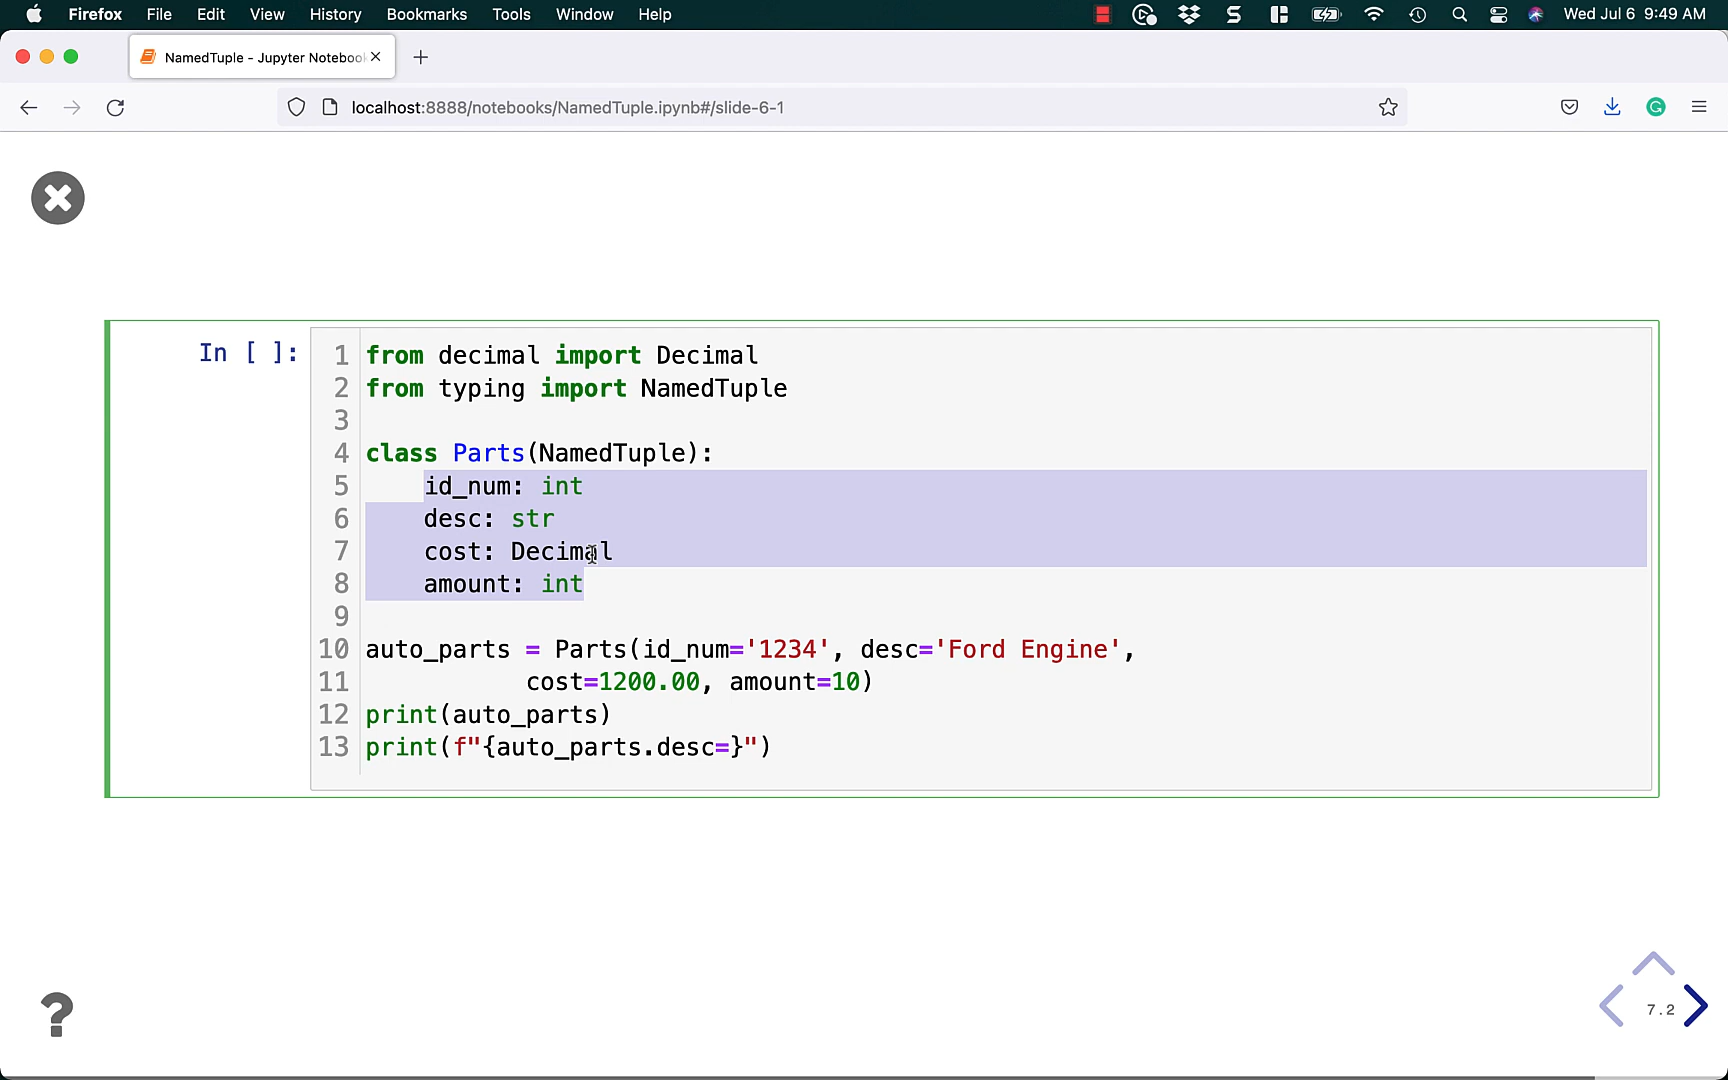 Firefox File Edit View History Bookmarks Tools Window Help Wed Jul 6 9:49 AM
NamedTuple - Jupyter Noteboo
localhost:8888/notebooks/NamedTuple.ipynb#/slide-6-1
In [ ]:
1 from decimal import Decimal
2 from typing import NamedTuple
3
4 class Parts(NamedTuple):
5 id_num: int
6 desc: str
7 cost: Decimal
8 amount: int
9
10 auto_parts = Parts(id_num='1234', desc='Ford Engine',
11 cost=1200.00, amount=10)
12 print(auto_parts)
13 print(f"{auto_parts.desc=}")
?
7.2